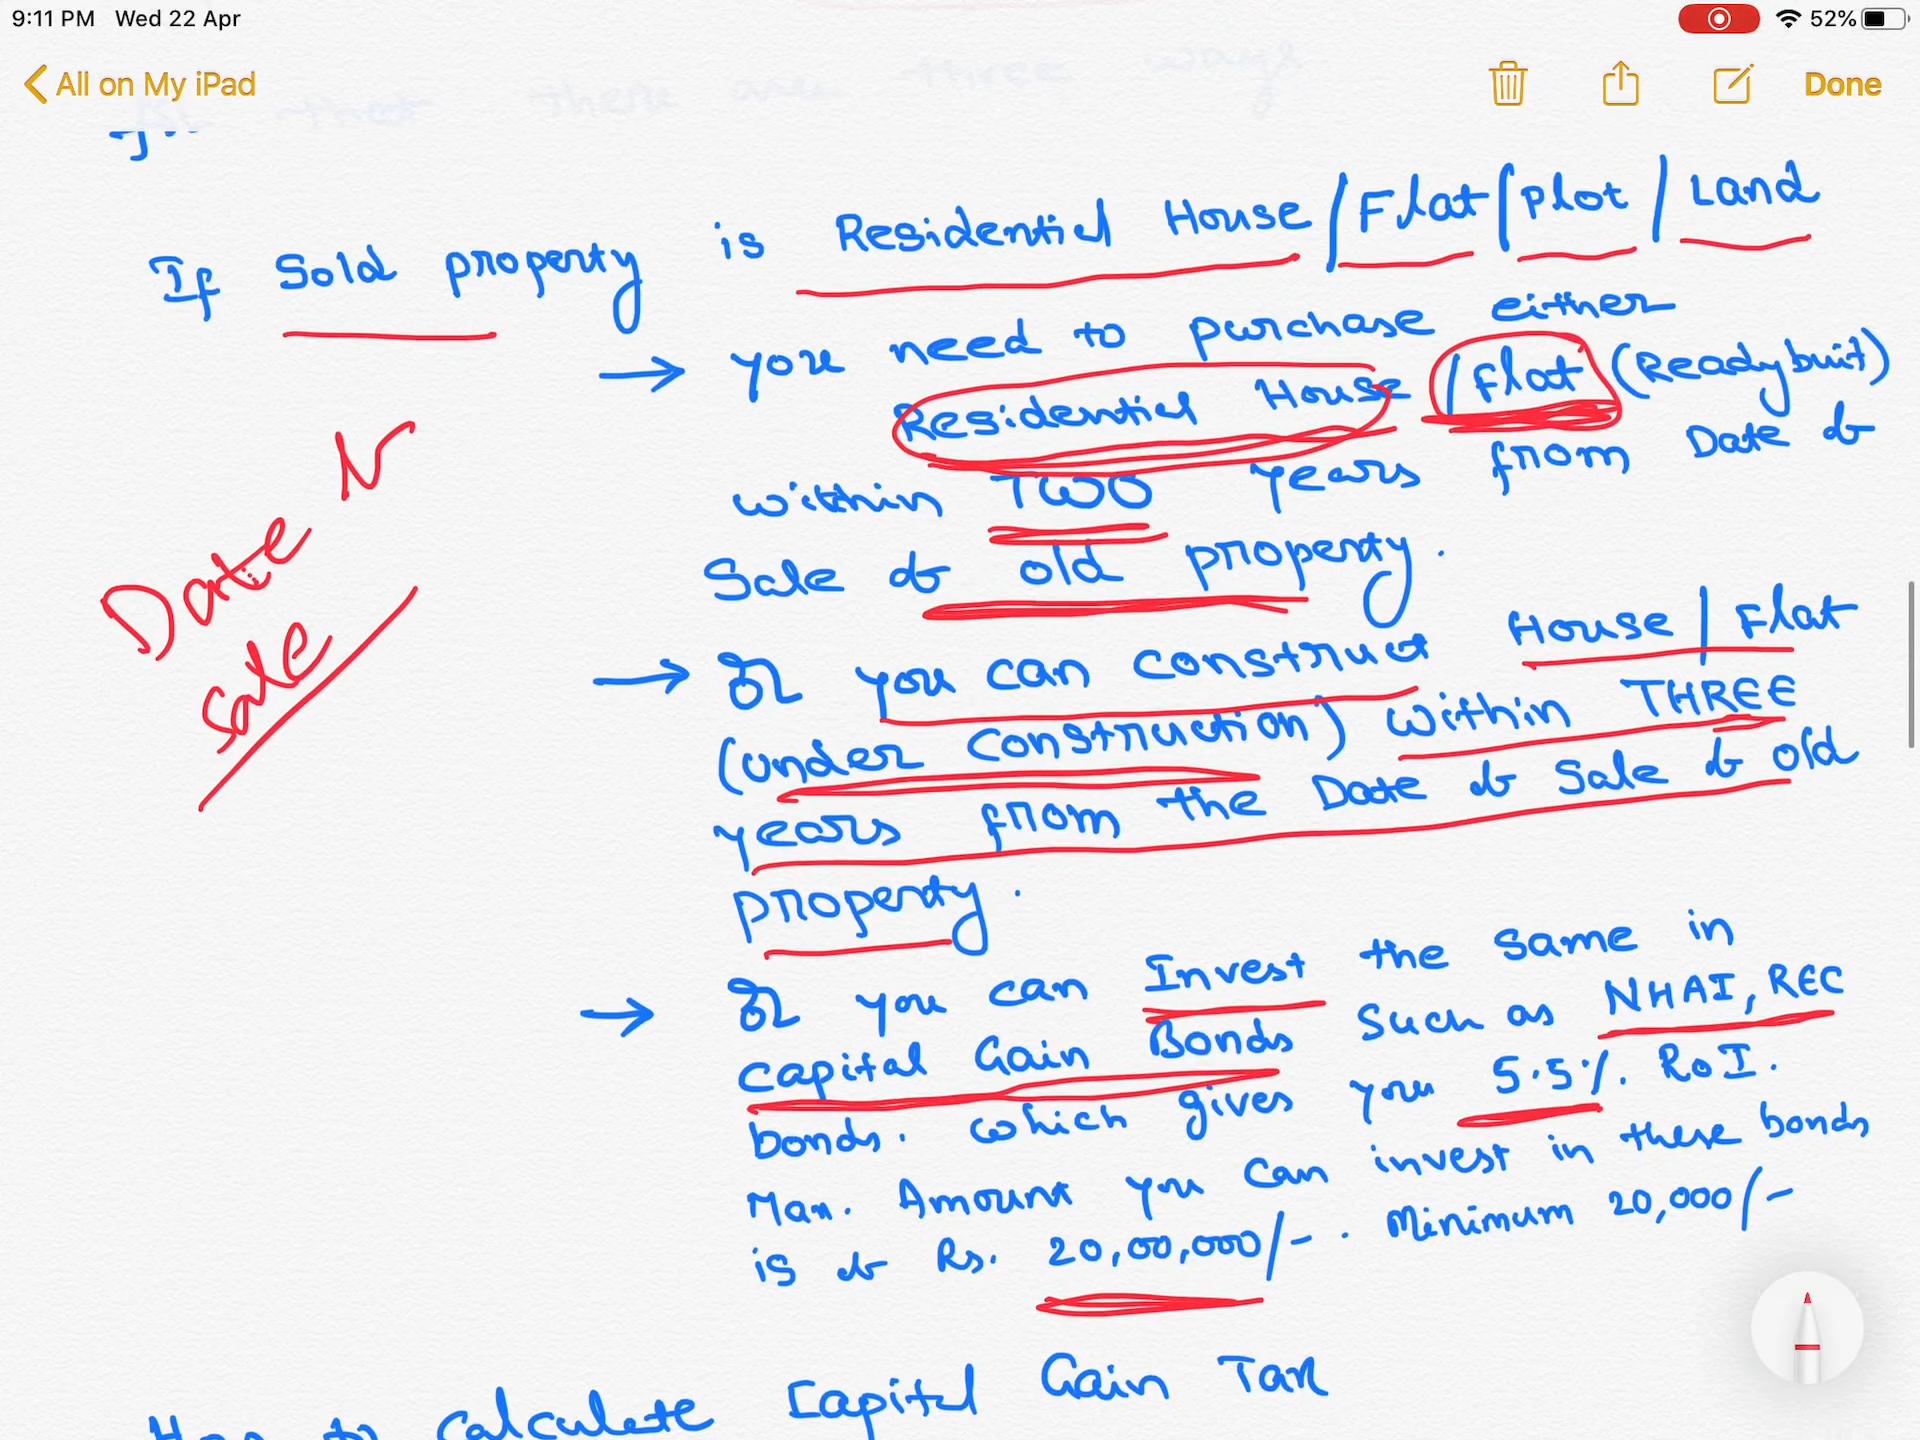 9:11 PM Wed 22 Apr
52%
All on My iPad
Done
If Sold property is Residential House / Flat / Plot / Land
→ you need to purchase either
Residential House / Flat (Readybuit)
within TWO years from Date of
Sale of old property.
→ Or you can construct House / Flat
(under construction) within THREE
years from the Date of Sale of old
property.
→ Or you can Invest the same in
Capital Gain Bonds Such as NHAI, REC
bonds. which gives you 5.5%. RoI.
Max. Amount you can invest in these bonds
is of Rs. 20,00,000/-. Minimum 20,000/-
Date
Sale
How to calculate Capital Gain Tax